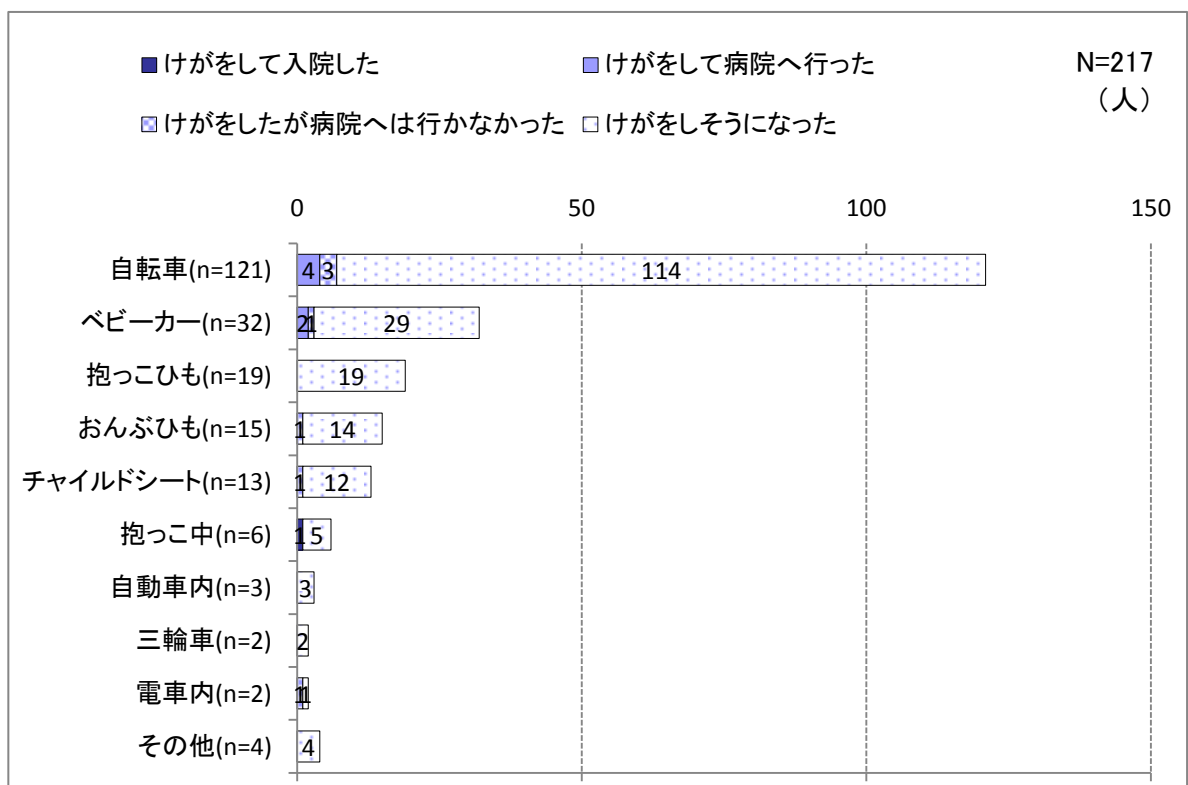 ■けがをして入院した ■けがをして病院へ行った N=217
(人)
けがをしたが病院へは行かなかった □けがをしそうになった
0 50 100 150
自転車(n=121) 4 3 114
ベビーカー(n=32) 2 1 29
抱っこひも(n=19) 19
おんぶひも(n=15) 1 14
チャイルドシート(n=13) 1 12
抱っこ中(n=6) 1 5
自動車内(n=3) 3
三輪車(n=2) 2
電車内(n=2) 1 1
その他(n=4) 4